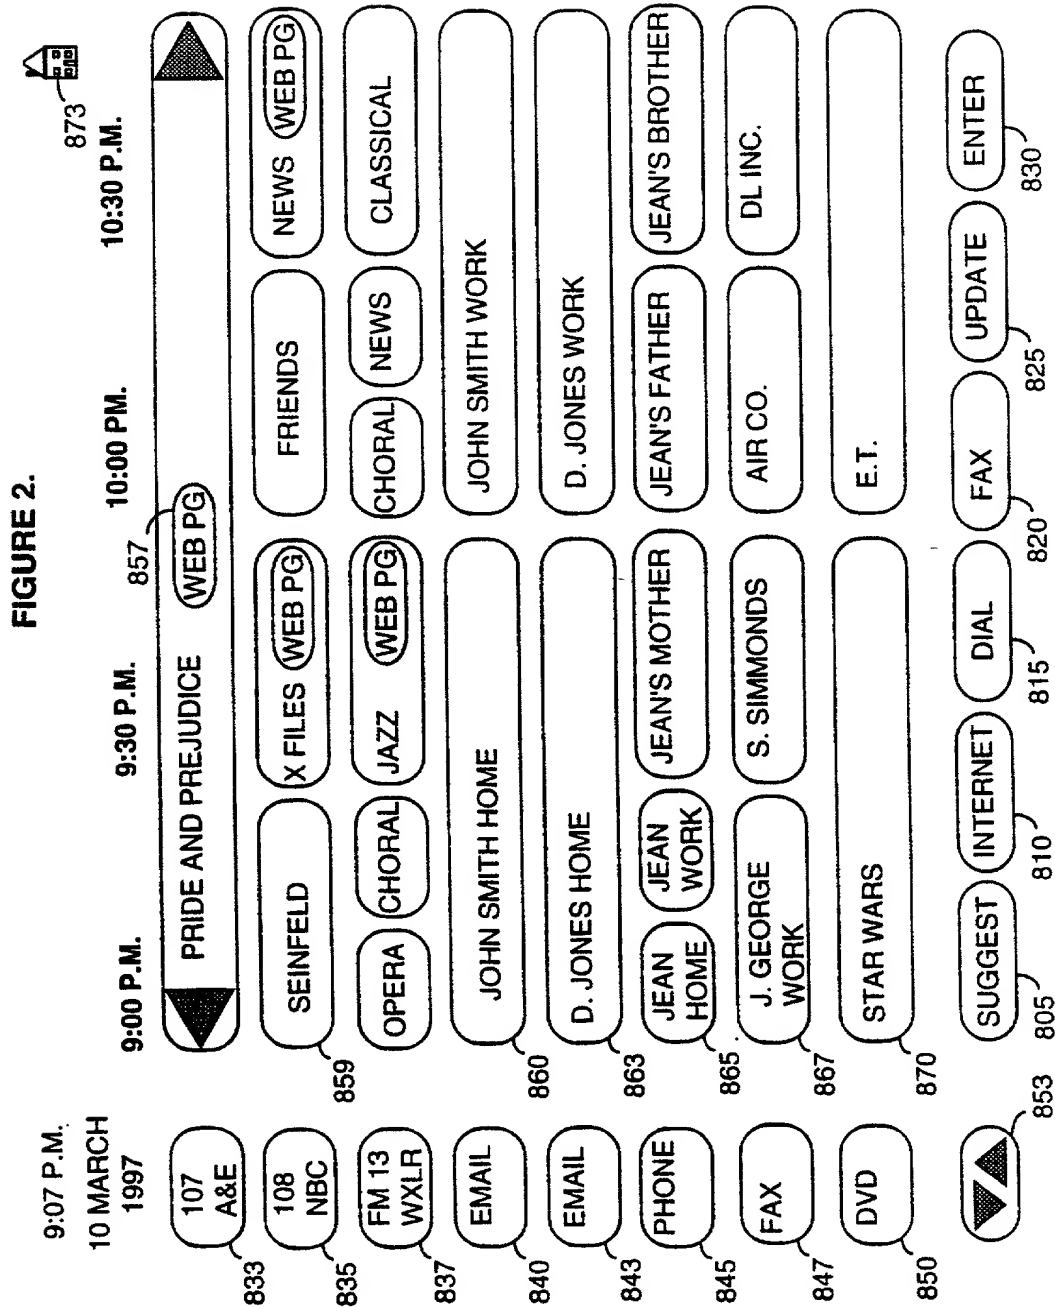 FIGURE 2.
9:07 P.M.
10 MARCH
1997
9:00 P.M.
9:30 P.M.
10:00 PM.
10:30 P.M.
873
857
107
A&E
833
PRIDE AND PREJUDICE
WEB PG
108
NBC
835
SEINFELD
859
X FILES
WEB PG
FRIENDS
NEWS
WEB PG
FM 13
WXLR
837
OPERA
CHORAL
JAZZ
WEB PG
CHORAL
NEWS
CLASSICAL
EMAIL
840
JOHN SMITH HOME
860
JOHN SMITH WORK
EMAIL
843
D. JONES HOME
863
D. JONES WORK
PHONE
845
JEAN
HOME
865
JEAN
WORK
JEAN'S MOTHER
JEAN'S FATHER
JEAN'S BROTHER
FAX
847
J. GEORGE
WORK
867
S. SIMMONDS
AIR CO.
DL INC.
DVD
850
STAR WARS
870
E.T.
853
SUGGEST
805
INTERNET
810
DIAL
815
FAX
820
UPDATE
825
ENTER
830